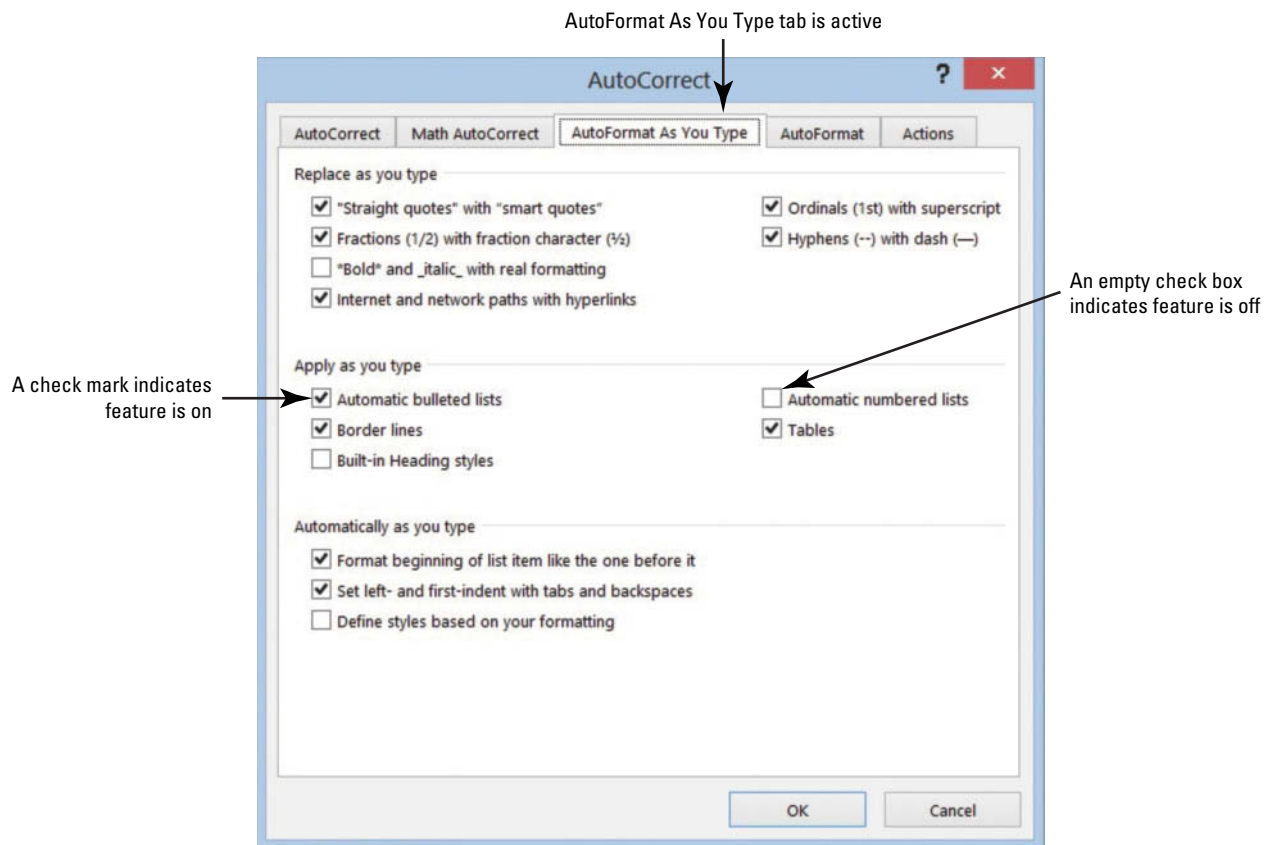 AutoFormat As You Type tab is active
AutoCorrect
?
×
AutoCorrect
Math AutoCorrect
AutoFormat As You Type
AutoFormat
Actions
Replace as you type
"Straight quotes" with “smart quotes”
Ordinals (1st) with superscript
Fractions (1/2) with fraction character (½)
Hyphens (--) with dash (—)
*Bold* and _italic_ with real formatting
Internet and network paths with hyperlinks
An empty check box
indicates feature is off
Apply as you type
A check mark indicates
feature is on
Automatic bulleted lists
Automatic numbered lists
Border lines
Tables
Built-in Heading styles
Automatically as you type
Format beginning of list item like the one before it
Set left- and first-indent with tabs and backspaces
Define styles based on your formatting
OK
Cancel